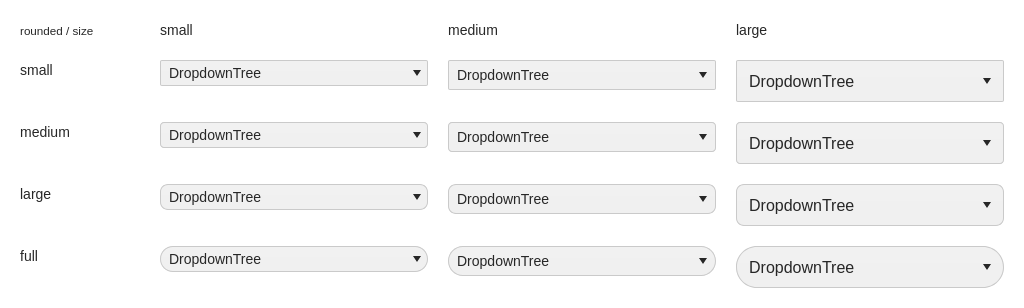 rounded / size small medium large
small DropdownTree DropdownTree DropdownTree
medium DropdownTree DropdownTree DropdownTree
large DropdownTree DropdownTree DropdownTree
full DropdownTree DropdownTree DropdownTree